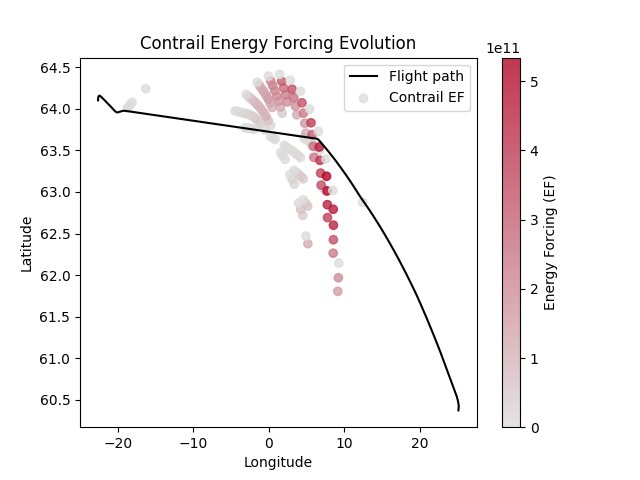 Contrail Energy Forcing Evolution
1e11
Flight path
Contrail EF
64.5
64.0
63.5
63.0
62.5
62.0
61.5
61.0
60.5
Latitude
−20
−10
0
10
20
Longitude
5
4
3
2
1
0
Energy Forcing (EF)